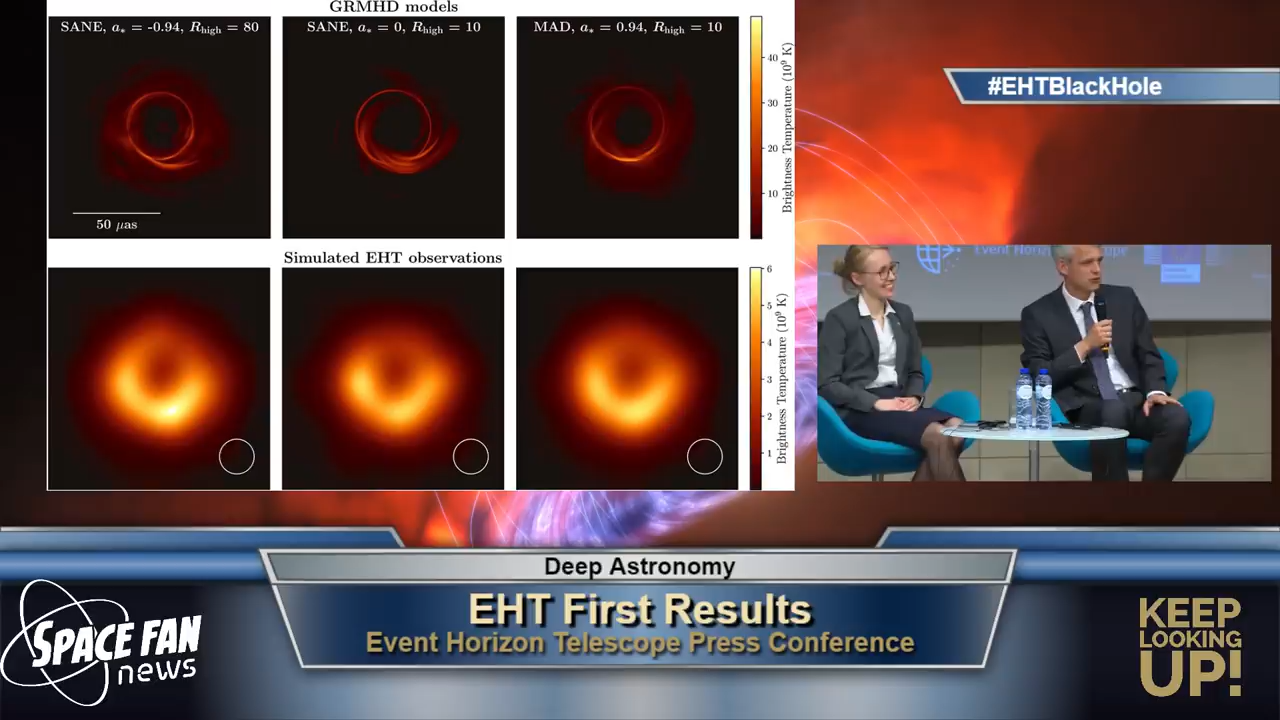 GRMHD models
SANE, a* = -0.94, Rhigh = 80
SANE, a* = 0, Rhigh = 10
MAD, a* = 0.94, Rhigh = 10
50 μas
40
30
20
10
Brightness Temperature (10⁹ K)
Simulated EHT observations
6
5
4
3
2
1
Brightness Temperature (10⁹ K)
#EHTBlackHole
Event Horizon
Deep Astronomy
EHT First Results
Event Horizon Telescope Press Conference
SPACE FAN
news
KEEP
LOOKING
UP!